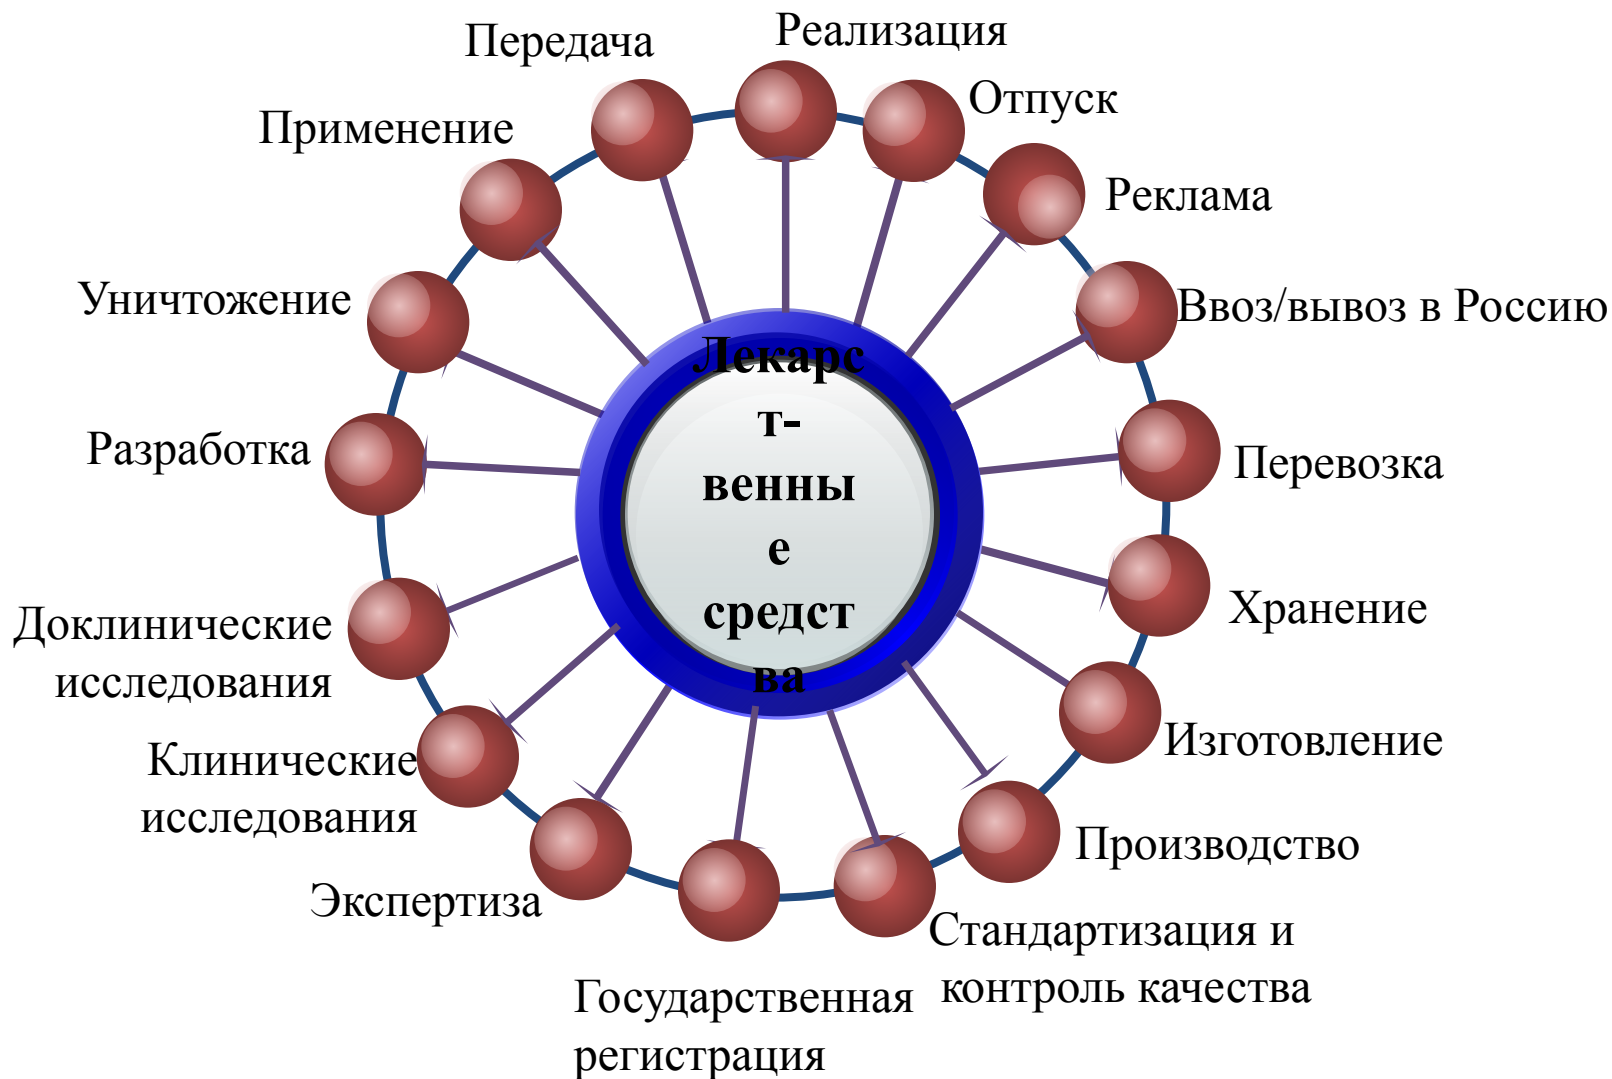 Передача
Реализация
Отпуск
Применение
Реклама
Уничтожение
Ввоз/вывоз в Россию
Лекарс
т-
венны
е
средст
ва
Разработка
Перевозка
Доклинические
исследования
Хранение
Клинические
исследования
Изготовление
Экспертиза
Производство
Государственная
регистрация
Стандартизация и
контроль качества